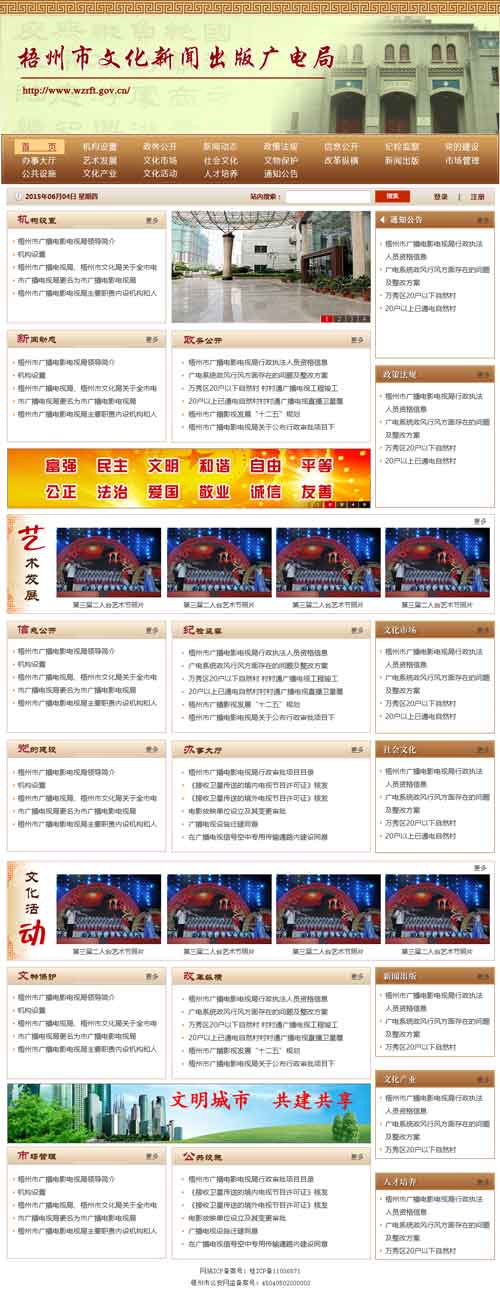 梧州市文化新闻出版广电局
http://www.wzrft.gov.cn/
首 页 机构设置 政务公开 新闻动态 政策法规 信息公开 纪检监察 党的建设
办事大厅 艺术发展 文化市场 社会文化 文物保护 改革纵横 新闻出版 市场管理
公共设施 文化产业 文化活动 人才培养 通知公告
2015年06月04日 星期四 站内搜索: 搜索 登录 | 注册
机构设置 更多
梧州市广播电影电视局领导简介
机构设置
梧州市广播电视局、梧州市文化局关于全市电
市广播电视局更名为市广播电影电视局
梧州市广播电影电视局主要职责内设机构和人
1 2 3 4
通知公告
梧州市广播电影电视局行政执法人员资格信息
广电系统政风行风方面存在的问题及整改方案
万秀区20户以下自然村
20户以上已通电自然村
新闻动态 更多
梧州市广播电影电视局领导简介
机构设置
梧州市广播电视局、梧州市文化局关于全市电
市广播电视局更名为市广播电影电视局
梧州市广播电影电视局主要职责内设机构和人
政务公开 更多
梧州市广播电影电视局行政执法人员资格信息
广电系统政风行风方面存在的问题及整改方案
万秀区20户以下自然村 村村通广播电视工程竣工
20户以上已通电自然村村村通广播电视直播卫星覆
梧州市广播影视发展“十二五”规划
梧州市广播电影电视局关于公布行政审批项目下
政策法规
梧州市广播电影电视局行政执法人员资格信息
广电系统政风行风方面存在的问题及整改方案
万秀区20户以下自然村
20户以上已通电自然村
富强 民主 文明 和谐 自由 平等
公正 法治 爱国 敬业 诚信 友善
艺术发展
更多
第三届二人台艺术节照片 第三届二人台艺术节照片 第三届二人台艺术节照片 第三届二人台艺术节照片
信息公开 更多
梧州市广播电影电视局领导简介
机构设置
梧州市广播电视局、梧州市文化局关于全市电
市广播电视局更名为市广播电影电视局
梧州市广播电影电视局主要职责内设机构和人
纪检监察 更多
梧州市广播电影电视局行政执法人员资格信息
广电系统政风行风方面存在的问题及整改方案
万秀区20户以下自然村 村村通广播电视工程竣工
20户以上已通电自然村村村通广播电视直播卫星覆
梧州市广播影视发展“十二五”规划
梧州市广播电影电视局关于公布行政审批项目下
文化市场 更多
梧州市广播电影电视局行政执法人员资格信息
广电系统政风行风方面存在的问题及整改方案
万秀区20户以下自然村
20户以上已通电自然村
党的建设 更多
梧州市广播电影电视局领导简介
机构设置
梧州市广播电视局、梧州市文化局关于全市电
市广播电视局更名为市广播电影电视局
梧州市广播电影电视局主要职责内设机构和人
办事大厅 更多
梧州市广播电影电视局行政审批项目目录
《接收卫星传送的境内电视节目许可证》核发
《接收卫星传送的境外电视节目许可证》核发
电影放映单位设立及其变更审批
广播电视设施迁建同意
在广播电视信号空中专用传输通路内建设同意
社会文化 更多
梧州市广播电影电视局行政执法人员资格信息
广电系统政风行风方面存在的问题及整改方案
万秀区20户以下自然村
20户以上已通电自然村
文化活动
更多
第三届二人台艺术节照片 第三届二人台艺术节照片 第三届二人台艺术节照片 第三届二人台艺术节照片
文物保护 更多
梧州市广播电影电视局领导简介
机构设置
梧州市广播电视局、梧州市文化局关于全市电
市广播电视局更名为市广播电影电视局
梧州市广播电影电视局主要职责内设机构和人
改革纵横 更多
梧州市广播电影电视局行政执法人员资格信息
广电系统政风行风方面存在的问题及整改方案
万秀区20户以下自然村 村村通广播电视工程竣工
20户以上已通电自然村村村通广播电视直播卫星覆
梧州市广播影视发展“十二五”规划
梧州市广播电影电视局关于公布行政审批项目下
新闻出版 更多
梧州市广播电影电视局行政执法人员资格信息
广电系统政风行风方面存在的问题及整改方案
万秀区20户以下自然村
文明城市 共建共享
文化产业 更多
梧州市广播电影电视局行政执法人员资格信息
广电系统政风行风方面存在的问题及整改方案
万秀区20户以下自然村
市场管理 更多
梧州市广播电影电视局领导简介
机构设置
梧州市广播电视局、梧州市文化局关于全市电
市广播电视局更名为市广播电影电视局
梧州市广播电影电视局主要职责内设机构和人
公共设施 更多
梧州市广播电影电视局行政审批项目目录
《接收卫星传送的境内电视节目许可证》核发
《接收卫星传送的境外电视节目许可证》核发
电影放映单位设立及其变更审批
广播电视设施迁建同意
在广播电视信号空中专用传输通路内建设同意
人才培养 更多
梧州市广播电影电视局行政执法人员资格信息
广电系统政风行风方面存在的问题及整改方案
万秀区20户以下自然村
网站ICP备案号: 桂ICP备11006571
梧州市公安网监备案号: